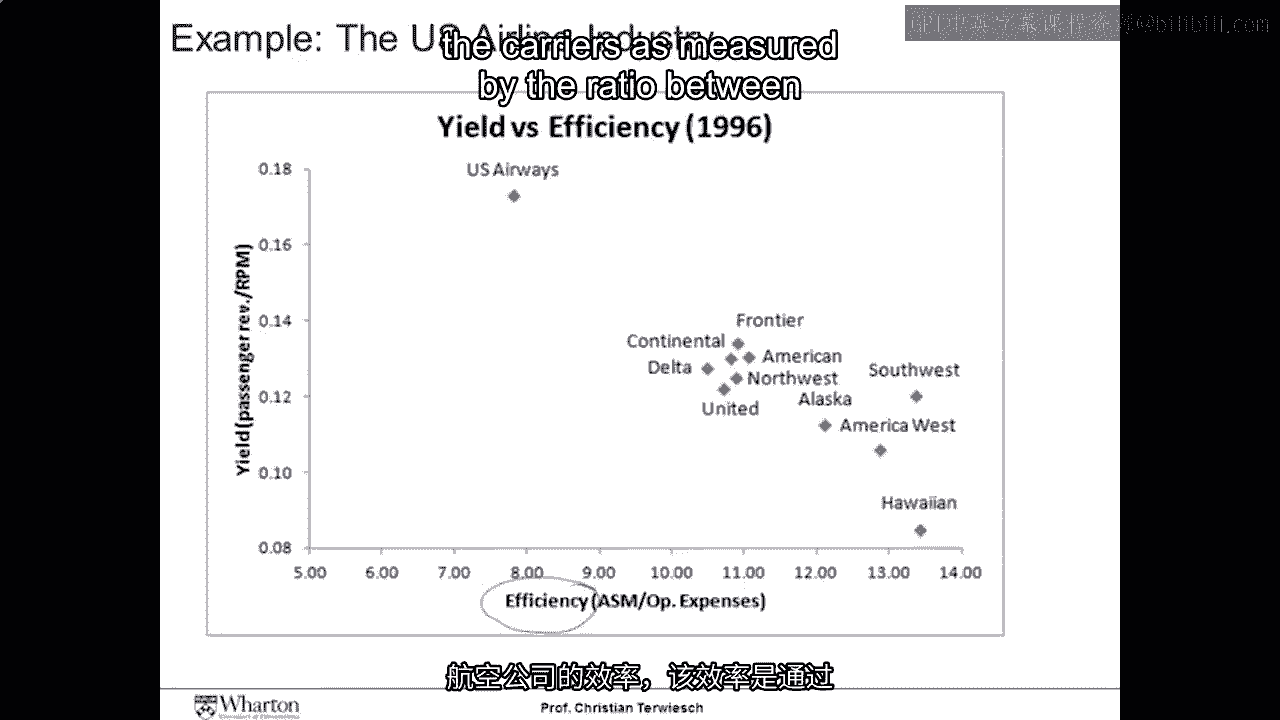 Example: The US Airline Industry
the carriers as measured
by the ratio between
Yield vs Efficiency (1996)
0.18
0.16
0.14
0.12
0.10
0.08
Yield (passenger rev./RPM)
US Airways
Frontier
Continental
American
Delta
Northwest
Southwest
United
Alaska
America West
Hawaiian
5.00 6.00 7.00 8.00 9.00 10.00 11.00 12.00 13.00 14.00
Efficiency (ASM/Op. Expenses)
航空公司的效率，该效率是通过
Wharton
Prof. Christian Terwiesch